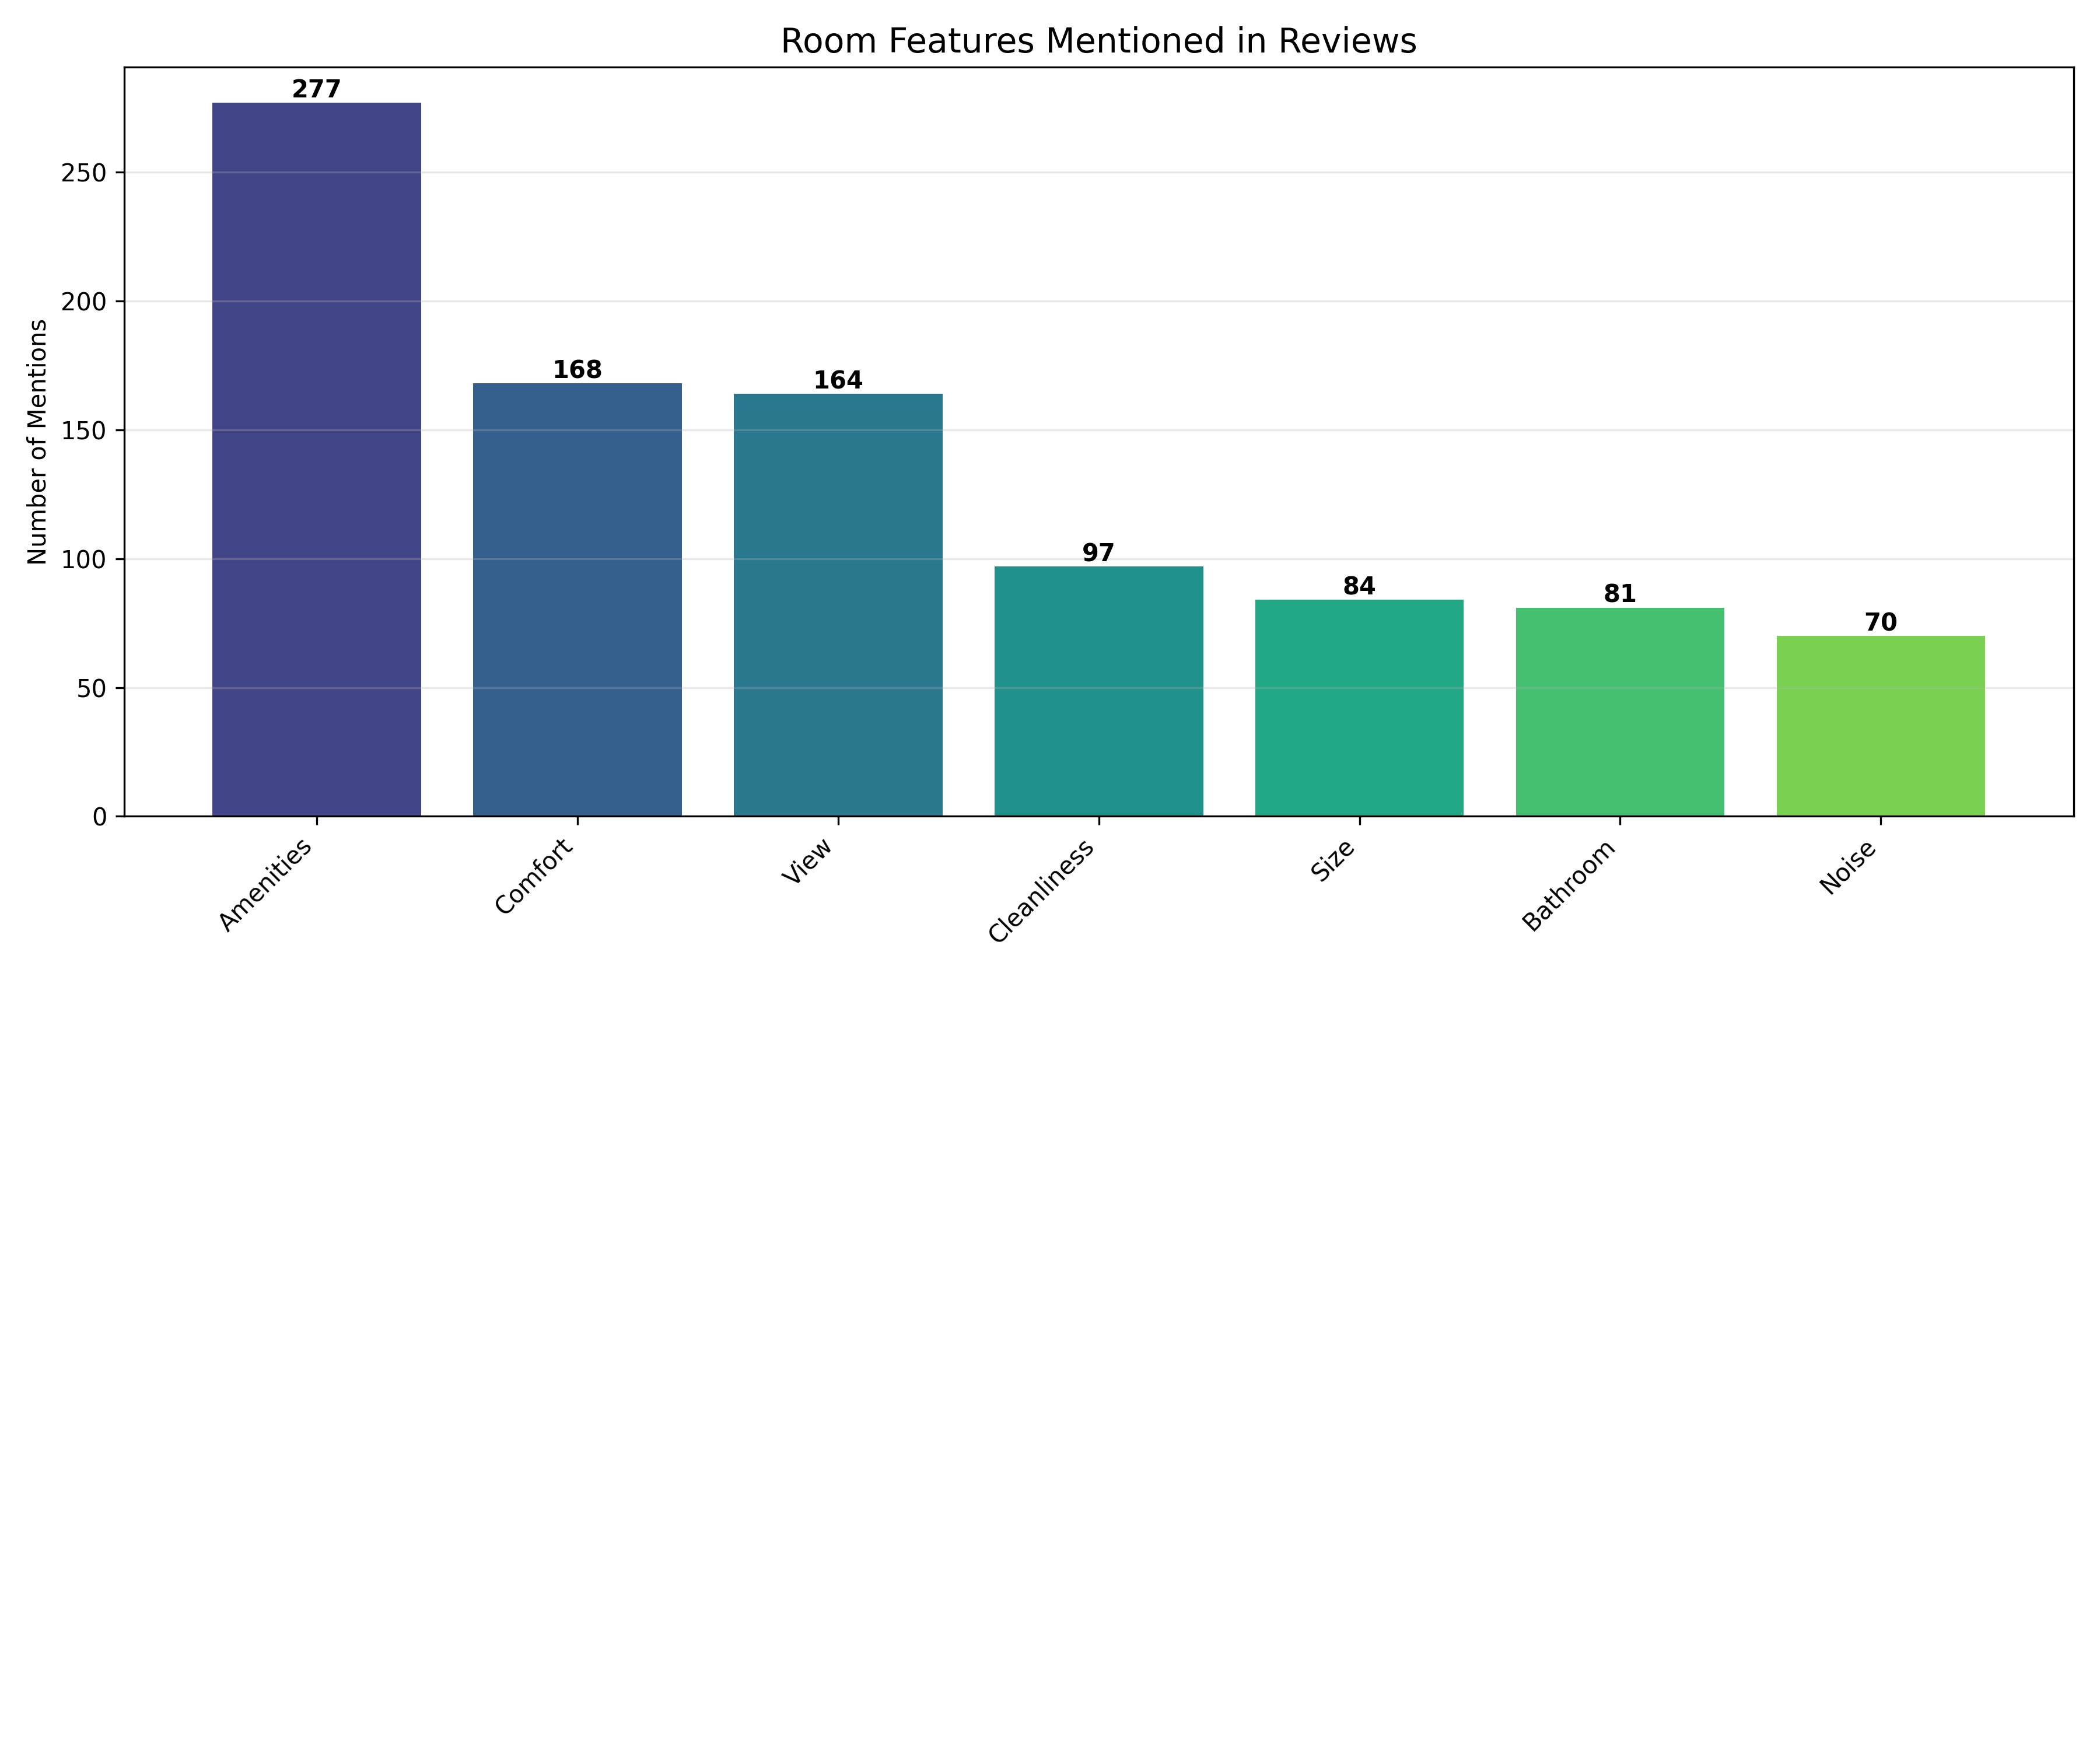 Room Features Mentioned in Reviews
Number of Mentions
250
200
150
100
50
0
277
168
164
97
84
81
70
Amenities
Comfort
View
Cleanliness
Size
Bathroom
Noise